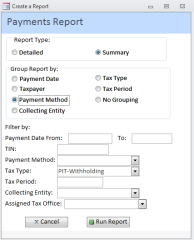 Create a Report
Payments Report
Report Type:
Detailed Summary
Group Report by:
Payment Date Tax Type
Taxpayer Tax Period
Payment Method No Grouping
Collecting Entity
Filter by:
Payment Date From: To:
TIN:
Payment Method:
Tax Type: PIT-Withholding
Tax Period:
Collecting Entity:
Assigned Tax Office:
Cancel Run Report